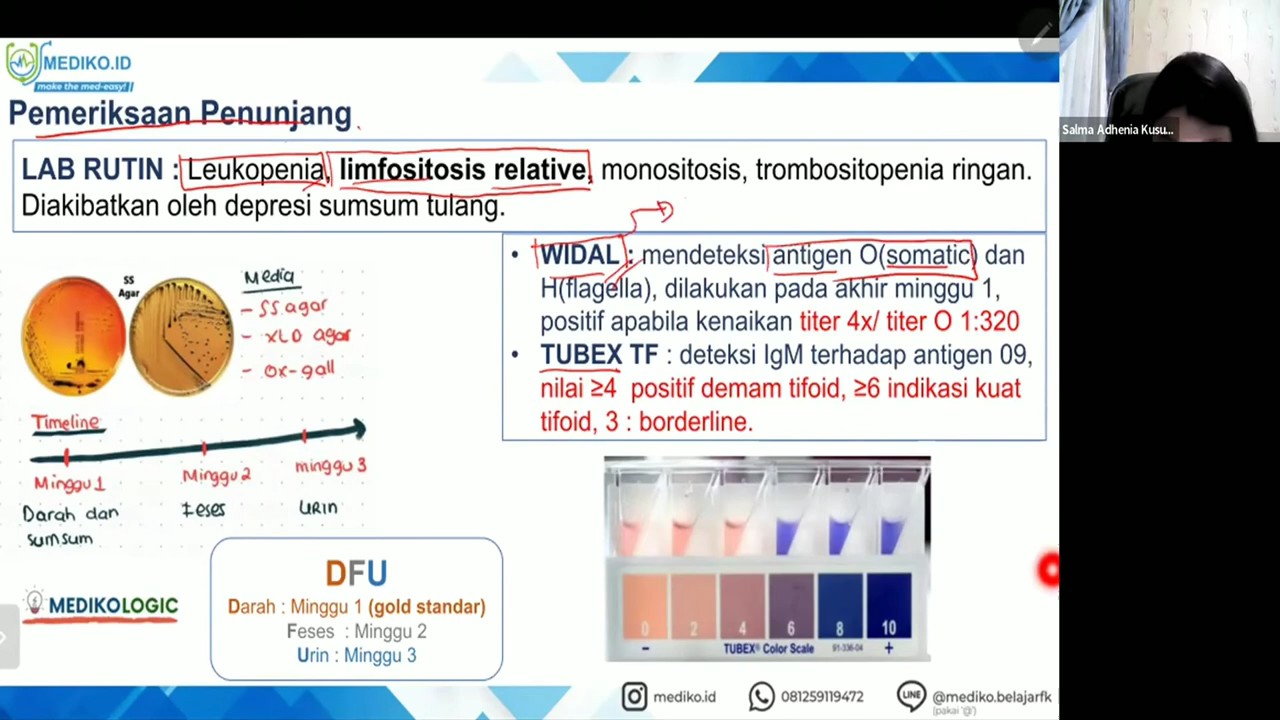 MEDIKO.ID
make the med-easy!
Salma Adhenia Kusu...
Pemeriksaan Penunjang
LAB RUTIN : Leukopenia, limfositosis relative, monositosis, trombositopenia ringan.
Diakibatkan oleh depresi sumsum tulang.
• WIDAL : mendeteksi antigen O(somatic) dan
H(flagella), dilakukan pada akhir minggu 1,
positif apabila kenaikan titer 4x/ titer O 1:320
• TUBEX TF : deteksi IgM terhadap antigen 09,
nilai ≥4 positif demam tifoid, ≥6 indikasi kuat
tifoid, 3 : borderline.
SS
Agar
Media
- SS agar
- XLD agar
- Ox-gall
Timeline
Minggu 1
Minggu 2
minggu 3
Darah dan
sumsum
Feses
Urin
DFU
Darah : Minggu 1 (gold standar)
Feses : Minggu 2
Urin : Minggu 3
MEDIKOLOGIC
0 2 4 6 8 10
- TUBEX® Color Scale 91-336-04 +
mediko.id
081259119472
LINE
@mediko.belajarfk
(pakai '@')